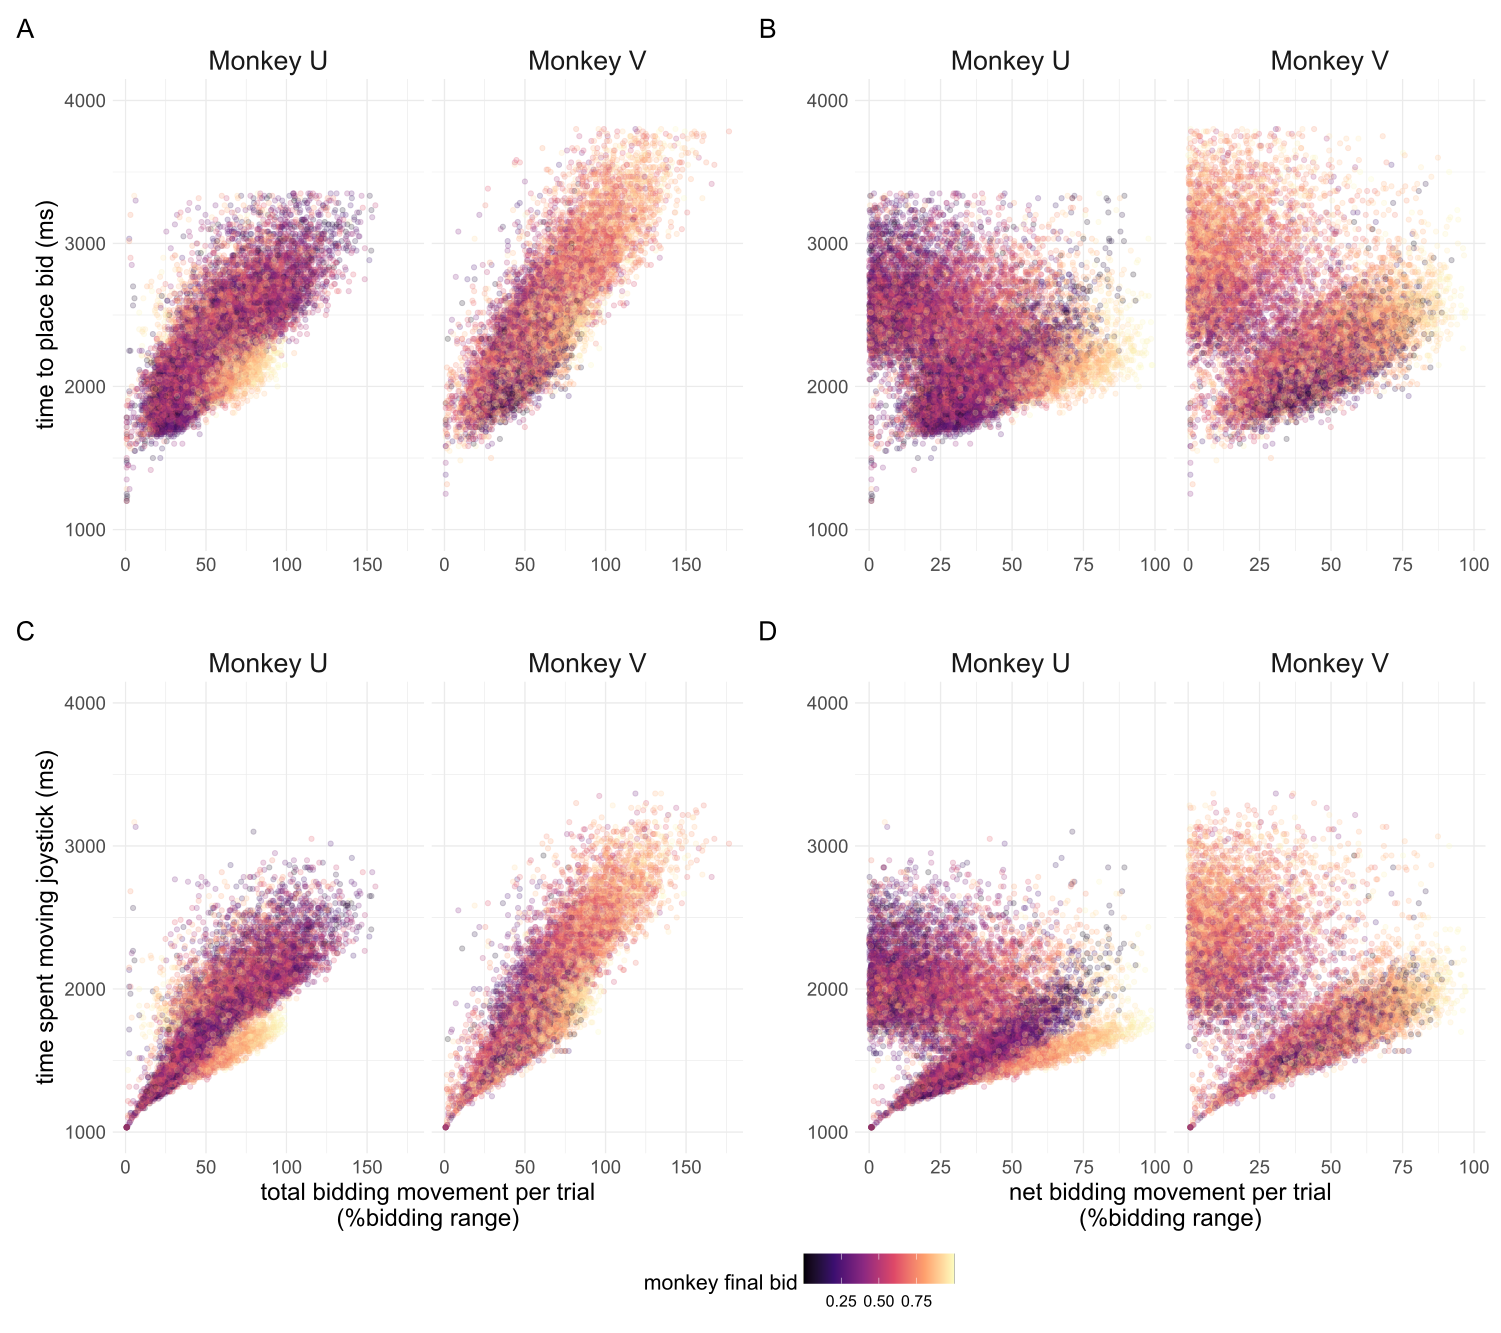 A
B
Monkey U
Monkey V
Monkey U
Monkey V
time to place bid (ms)
4000
3000
2000
1000
4000
3000
2000
1000
0 50 100 150
0 50 100 150
0 25 50 75 100
0 25 50 75 100
C
D
Monkey U
Monkey V
Monkey U
Monkey V
time spent moving joystick (ms)
4000
3000
2000
1000
4000
3000
2000
1000
0 50 100 150
0 50 100 150
0 25 50 75 100
0 25 50 75 100
total bidding movement per trial
(%bidding range)
net bidding movement per trial
(%bidding range)
monkey final bid
0.25 0.50 0.75